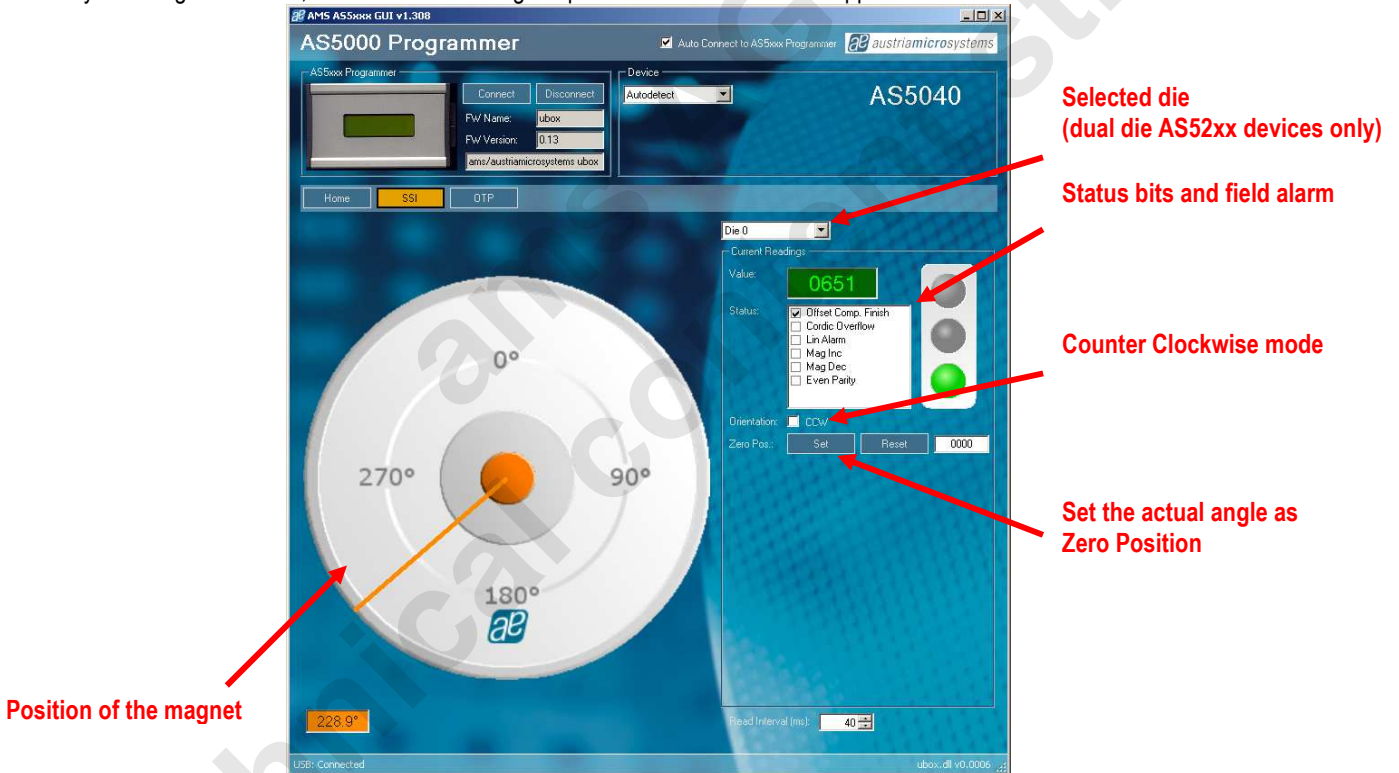 AMS AS5xxx GUI v1.308
AS5000 Programmer
Auto Connect to AS5xxx Programmer
austriamicrosystems
AS5xxx Programmer
Connect
Disconnect
FW Name:
ubox
FW Version:
0.13
ams/austriamicrosystems ubox
Device
Autodetect
AS5040
Home
SSI
OTP
Die 0
Current Readings
Value:
0651
Status:
Offset Comp. Finish
Cordic Overflow
Lin Alarm
Mag Inc
Mag Dec
Even Parity
Orientation:
CCW
Zero Pos.:
Set
Reset
0000
0°
90°
180°
270°
228.9°
Read Interval (ms):
40
USB: Connected
ubox.dll v0.0006
Selected die
(dual die AS52xx devices only)
Status bits and field alarm
Counter Clockwise mode
Set the actual angle as
Zero Position
Position of the magnet